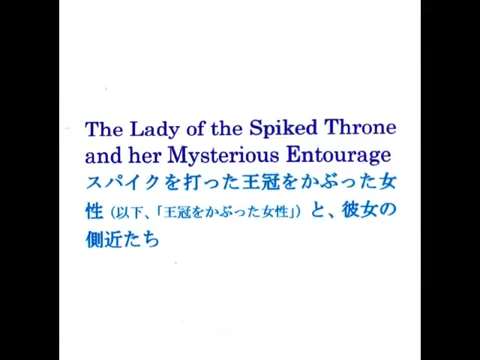 The Lady of the Spiked Throne
and her Mysterious Entourage
スパイクを打った王冠をかぶった女
性（以下、「王冠をかぶった女性」）と、彼女の
側近たち